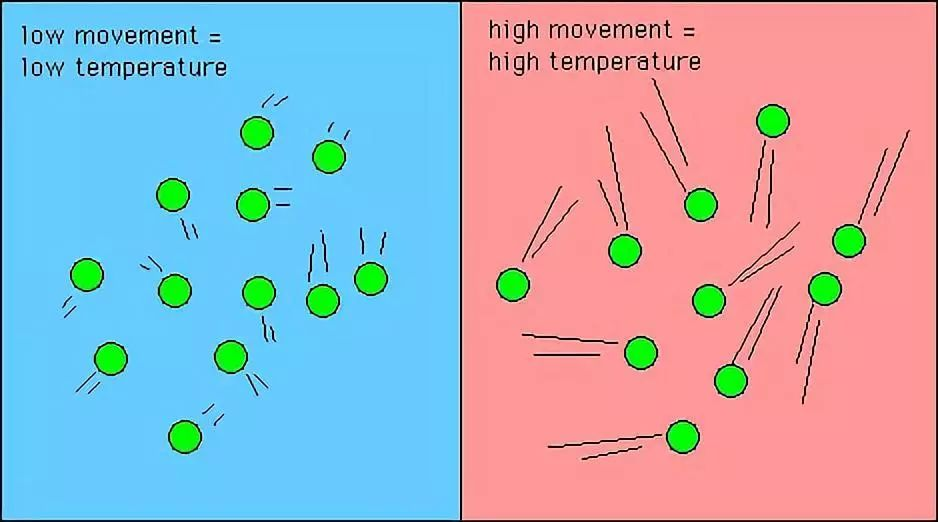 low movement =
low temperature
high movement =
high temperature